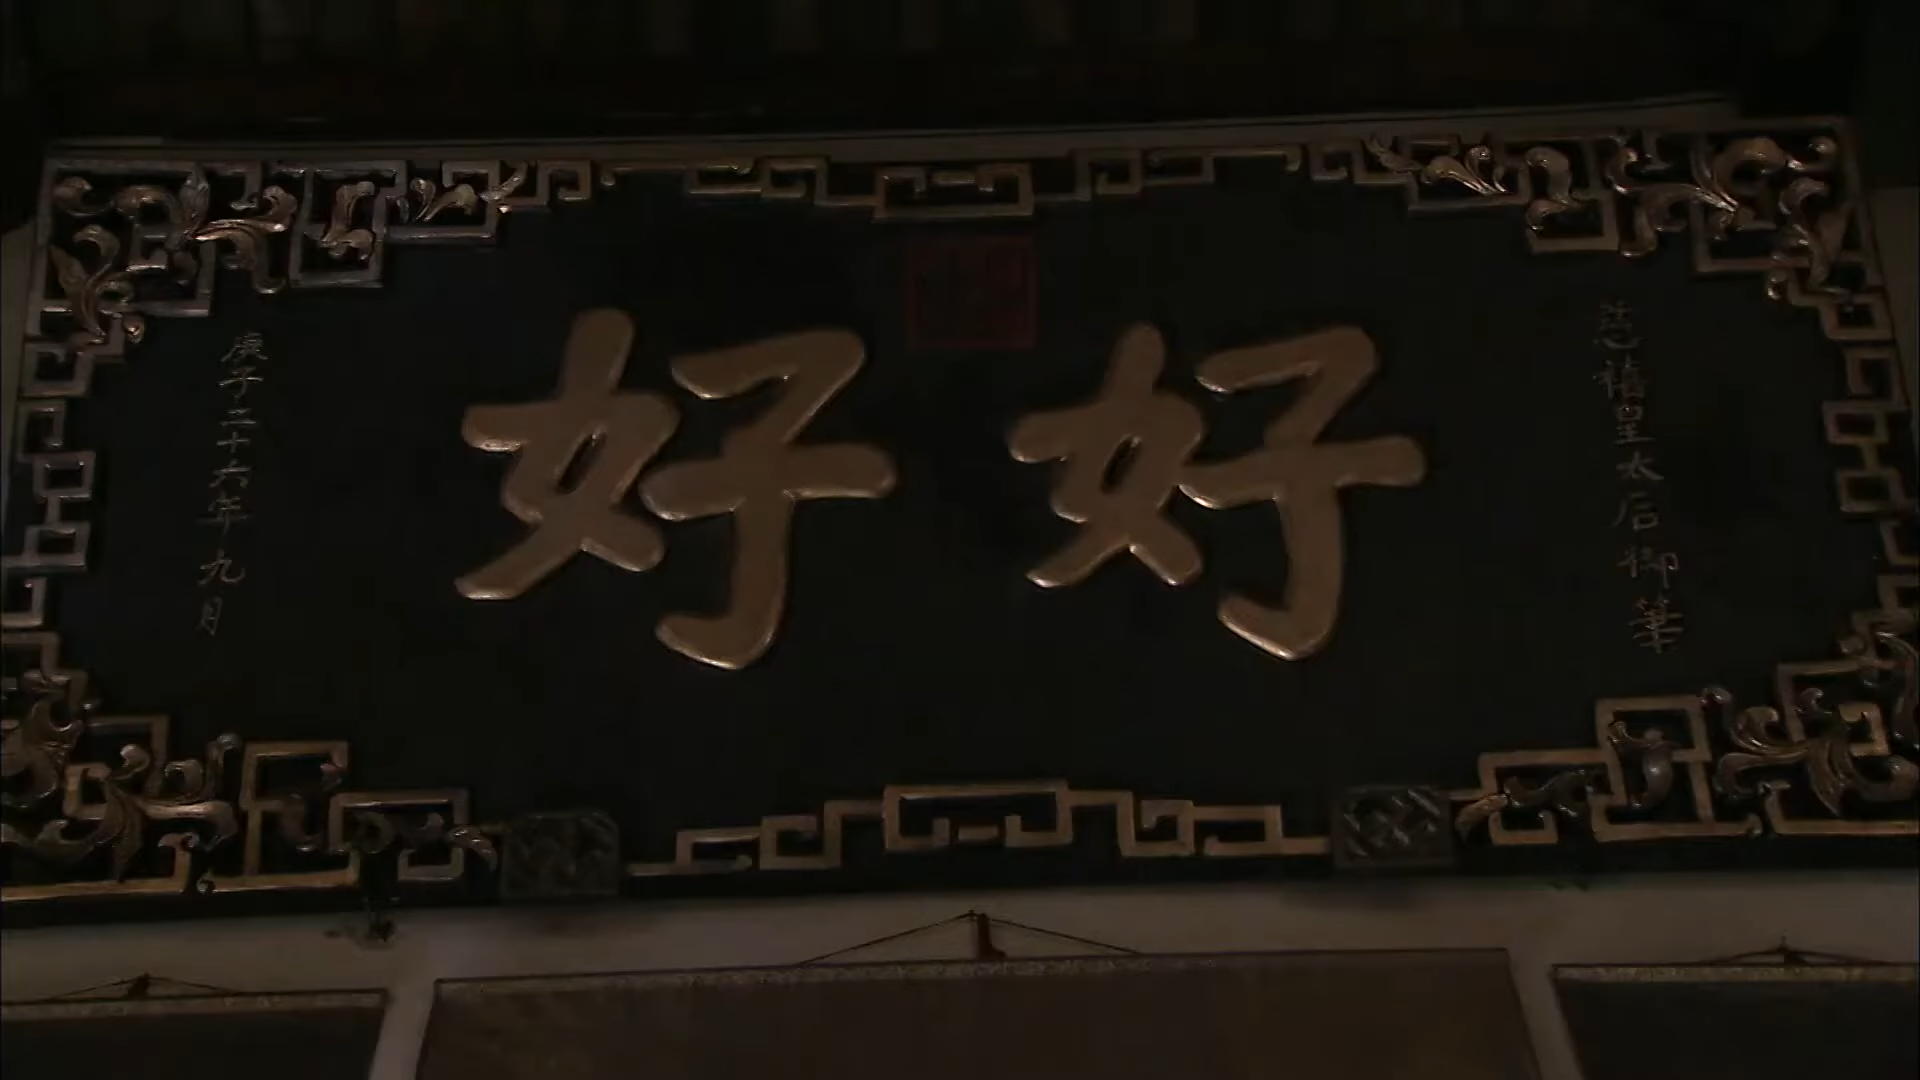 慈禧皇太后御筆
好好
庚子二十六年九月